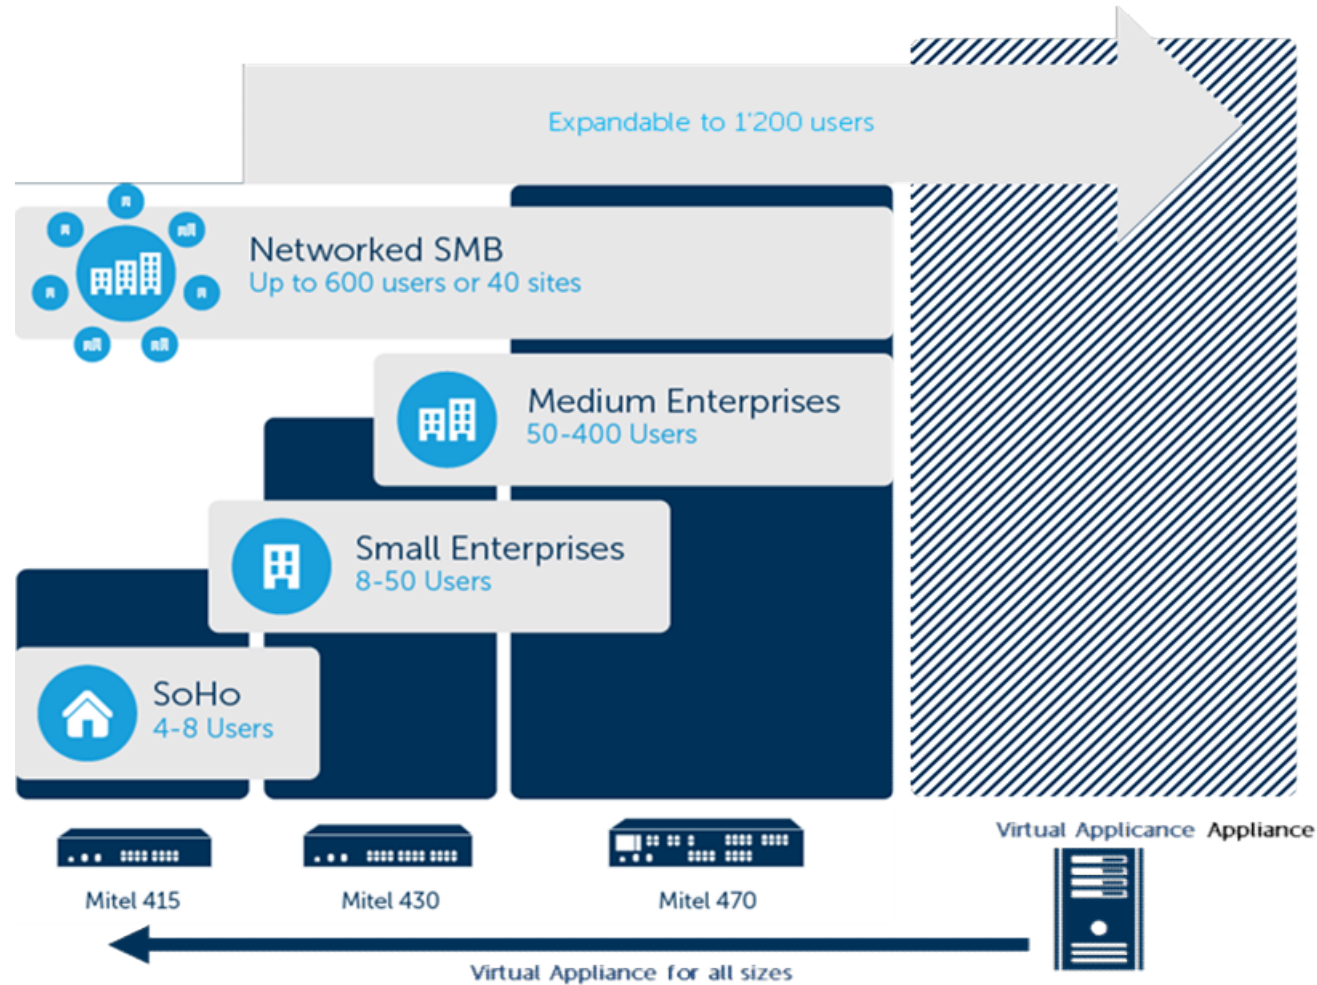 Expandable to 1'200 users
Networked SMB
Up to 600 users or 40 sites
Medium Enterprises
50-400 Users
Small Enterprises
8-50 Users
SoHo
4-8 Users
Virtual Applicance Appliance
Mitel 415
Mitel 430
Mitel 470
Virtual Appliance for all sizes